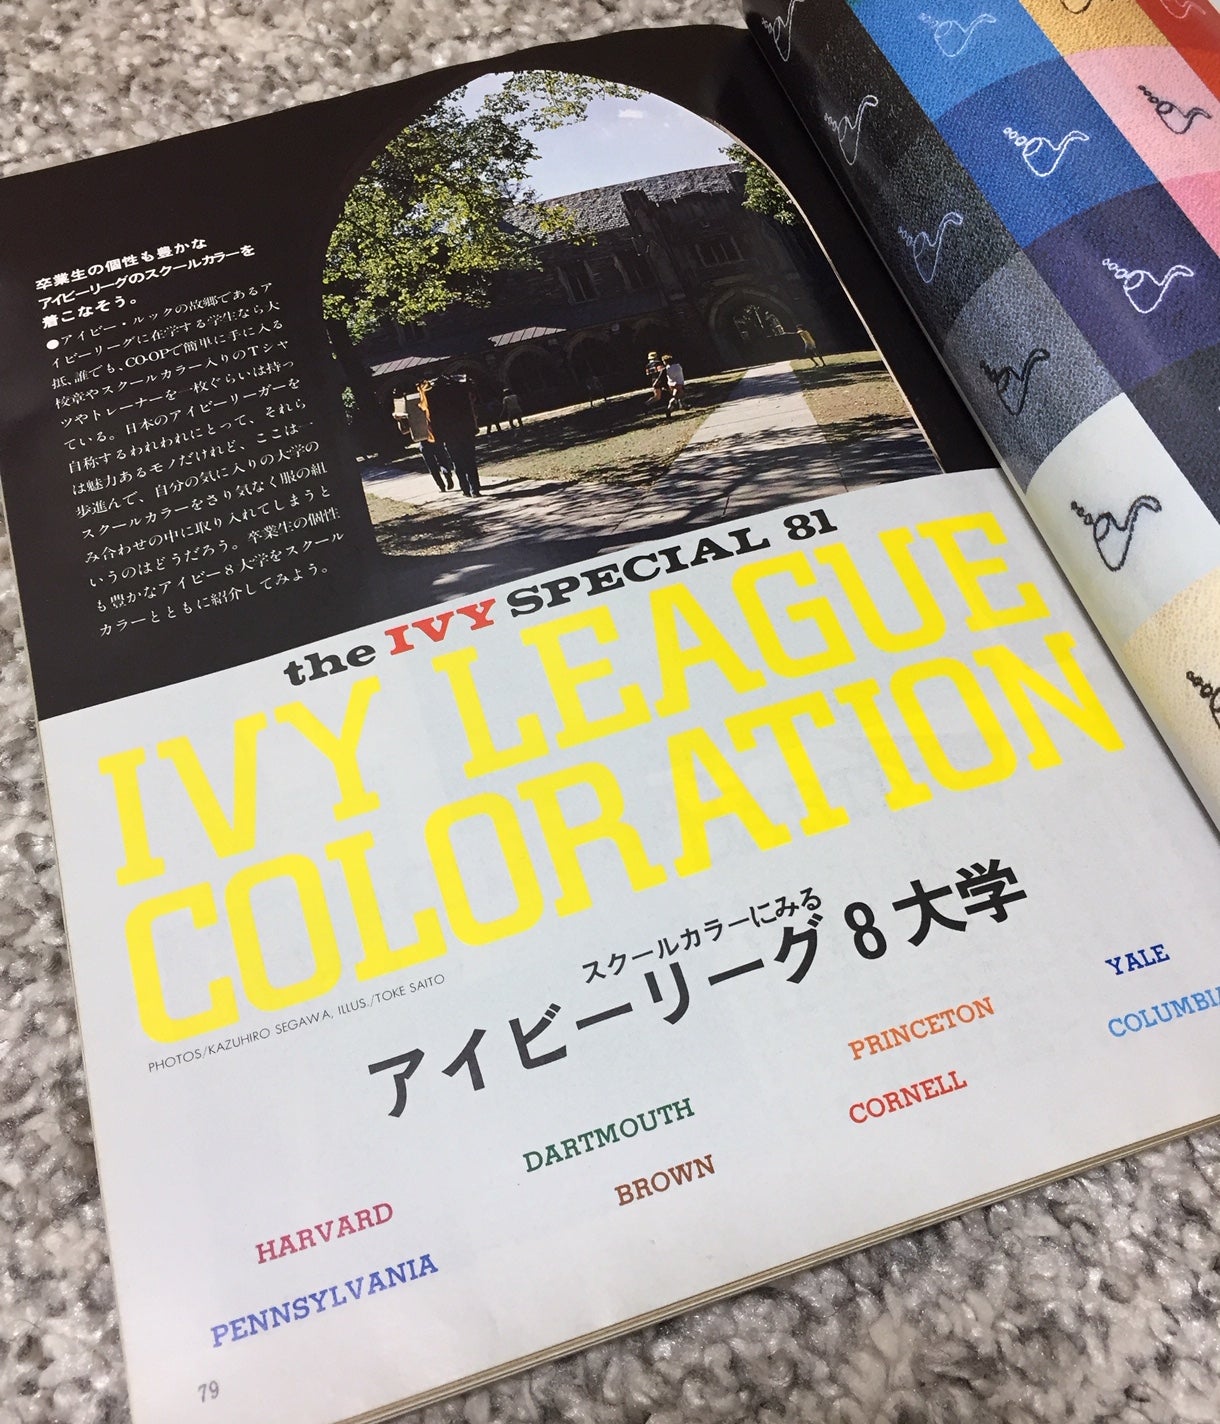 卒業生の個性も豊かな
アイビーリーグのスクールカラーを
着こなそう。
●アイビー・ルックの故郷であるア
イビーリーグに在学する学生なら大
抵、誰でも、CO-OPで簡単に手に入る
校章やスクールカラー入りのTシャ
ツやトレーナーを一枚ぐらいは持っ
ている。日本のアイビーリーガーを
自称するわれわれにとって、それら
は魅力あるモノだけれど、ここは一
歩進んで、自分の気に入りの大学の
スクールカラーをさり気なく服の組
み合わせの中に取り入れてしまうと
いうのはどうだろう。卒業生の個性
も豊かなアイビー8大学をスクール
カラーとともに紹介してみよう。
the IVY SPECIAL 81
IVY LEAGUE
COLORATION
PHOTOS/KAZUHIRO SEGAWA, ILLUS./TOKE SAITO
スクールカラーにみる
アイビーリーグ8大学
YALE
COLUMBIA
PRINCETON
CORNELL
DARTMOUTH
BROWN
HARVARD
PENNSYLVANIA
79